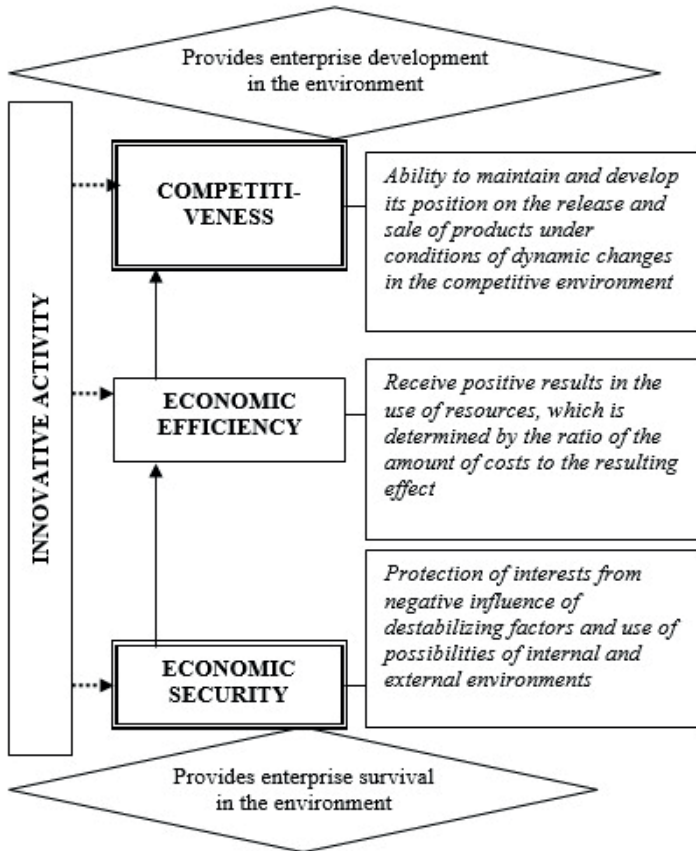 Provides enterprise development
in the environment
INNOVATIVE ACTIVITY
COMPETITI-
VENESS
Ability to maintain and develop
its position on the release and
sale of products under
conditions of dynamic changes
in the competitive environment
ECONOMIC
EFFICIENCY
Receive positive results in the
use of resources, which is
determined by the ratio of the
amount of costs to the resulting
effect
ECONOMIC
SECURITY
Protection of interests from
negative influence of
destabilizing factors and use of
possibilities of internal and
external environments
Provides enterprise survival
in the environment